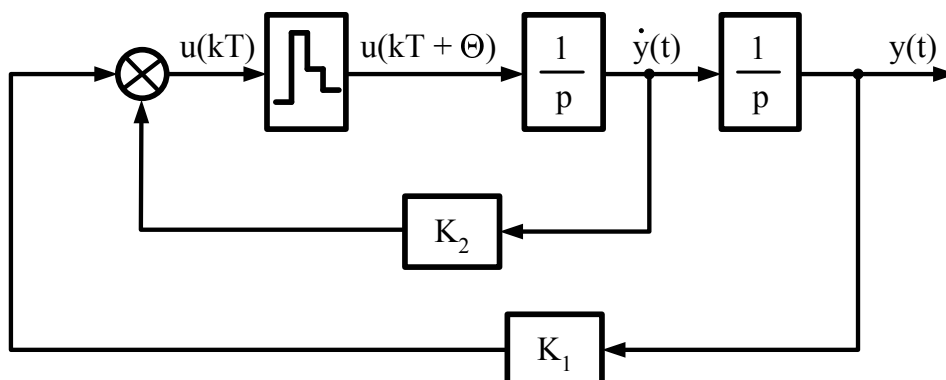 u(kT)
u(kT + Θ)
1
p
ẏ(t)
1
p
y(t)
K₂
K₁